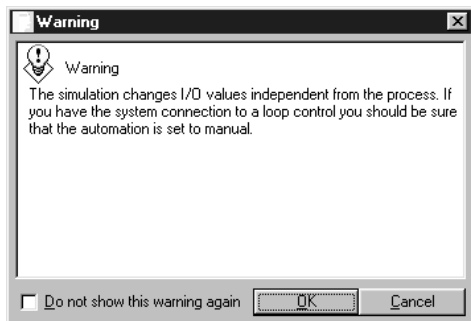 Warning
Warning
The simulation changes I/O values independent from the process. If
you have the system connection to a loop control you should be sure
that the automation is set to manual.
Do not show this warning again OK Cancel